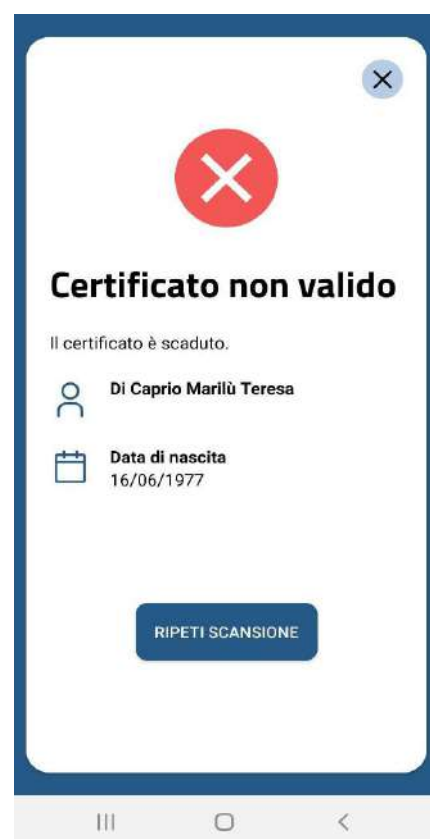 Certificato non valido
Il certificato è scaduto.
Di Caprio Marilù Teresa
Data di nascita
16/06/1977
RIPETI SCANSIONE